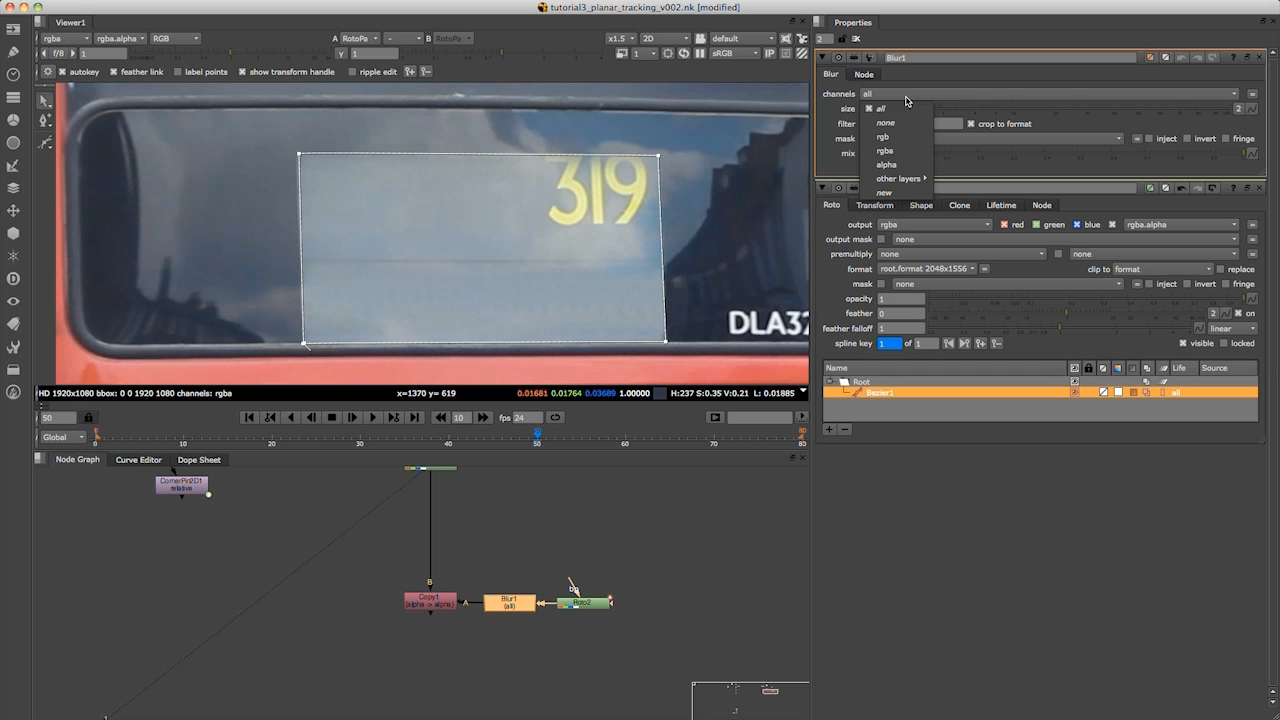 tutorial3_planar_tracking_v002.nk [modified]
Viewer1
rgba rgba.alpha RGB A RotoPa - B RotoPa x1.5 2D default
f/8 1 Y 1 1 sRGB IP
autokey feather link label points show transform handle ripple edit
319
DLA32
HD 1920x1080 bbox: 0 0 1920 1080 channels: rgba x=1370 y= 619 0.01681 0.01764 0.03689 1.00000 H:237 S:0.35 V:0.21 L: 0.01885
50 10 fps 24
Global 0 10 20 30 40 50 60 70 80
50
Node Graph Curve Editor Dope Sheet
CornerPin2D1
mlative
B
Copy1
(alpha -> alpha)
A
Blur1
(all)
bg
Roto2
1
Properties
2
Blur1
Blur Node
channels all
size 2
filter crop to format
mask inject invert fringe
mix
all
none
rgb
rgba
alpha
other layers
new
Roto Transform Shape Clone Lifetime Node
output rgba red green blue rgba.alpha
output mask none
premultiply none none
format root.format 2048x1556 clip to format replace
mask none inject invert fringe
opacity 1
feather 0 2 on
feather falloff 1 linear
spline key 1 of 1 visible locked
Name Life Source
Root
Bezier1 all